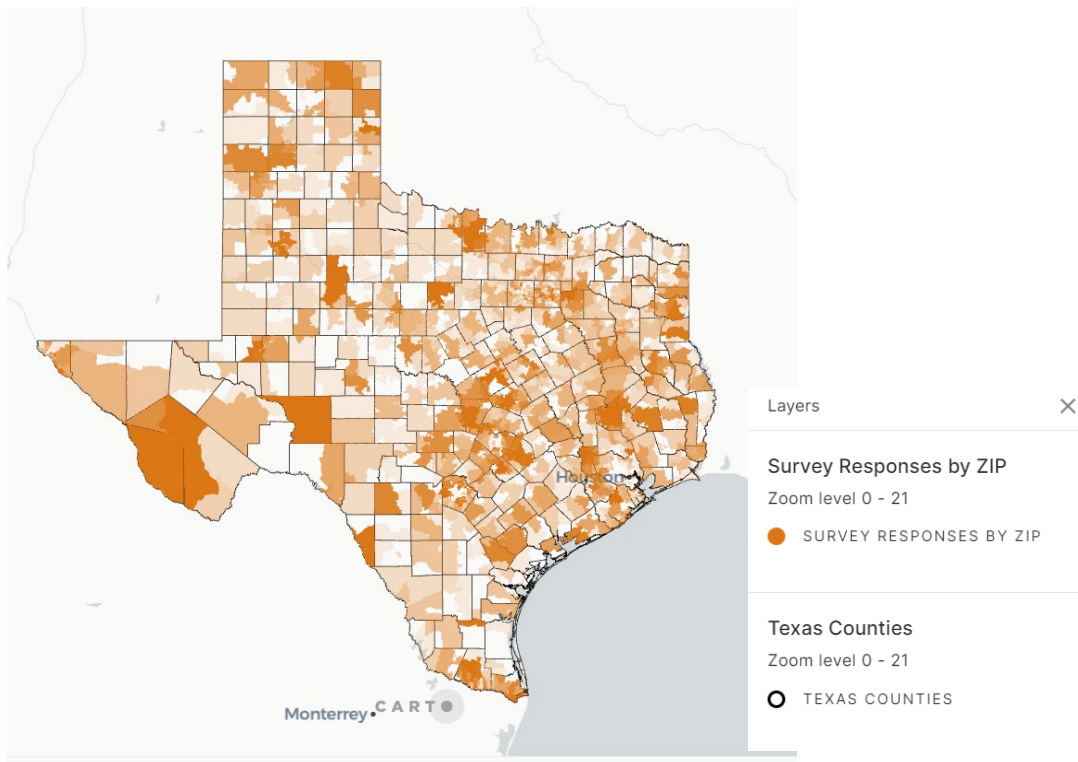 Houston
Monterrey
CARTO
Layers
Survey Responses by ZIP
Zoom level 0 - 21
SURVEY RESPONSES BY ZIP
Texas Counties
Zoom level 0 - 21
TEXAS COUNTIES